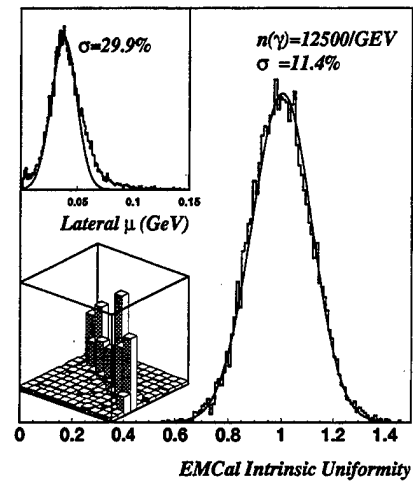 σ=29.9%
n(γ)=12500/GEV
σ =11.4%
0.05 0.1 0.15
Lateral μ (GeV)
0 0.2 0.4 0.6 0.8 1 1.2 1.4
EMCal Intrinsic Uniformity